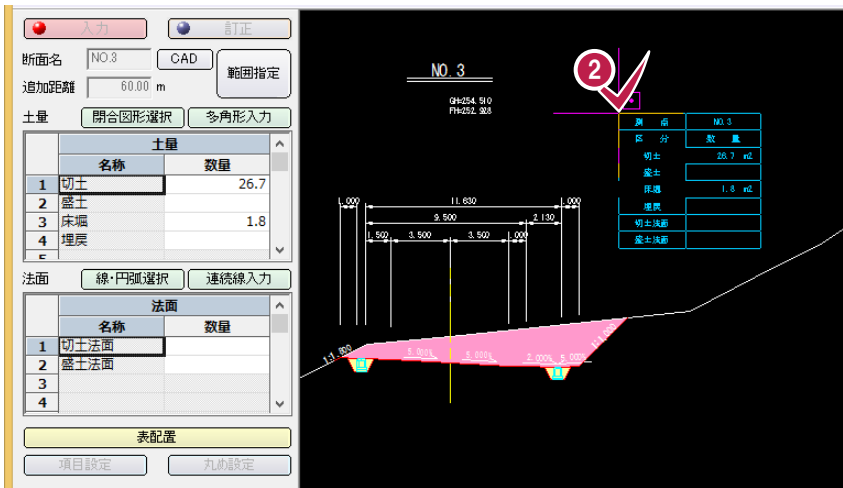 入力
訂正
断面名 NO.3 CAD
範囲指定
追加距離 60.00 m
土量 閉合図形選択 多角形入力
土量
名称 数量
1 切土 26.7
2 盛土
3 床堀 1.8
4 埋戻
5
法面 線・円弧選択 連続線入力
法面
名称 数量
1 切土法面
2 盛土法面
3
4
表配置
項目設定 丸め設定
NO.3
GH=254.510
FH=252.928
2
測 点 NO.3
区 分 数 量
切土 26.7 m2
盛土
床堀 1.8 m2
埋戻
切土法面
盛土法面
1.000 11.630 1.000
9.500 2.130
1.500 3.500 3.500 1.000
5.000% 5.000% 2.000% 5.000%
1:1.000